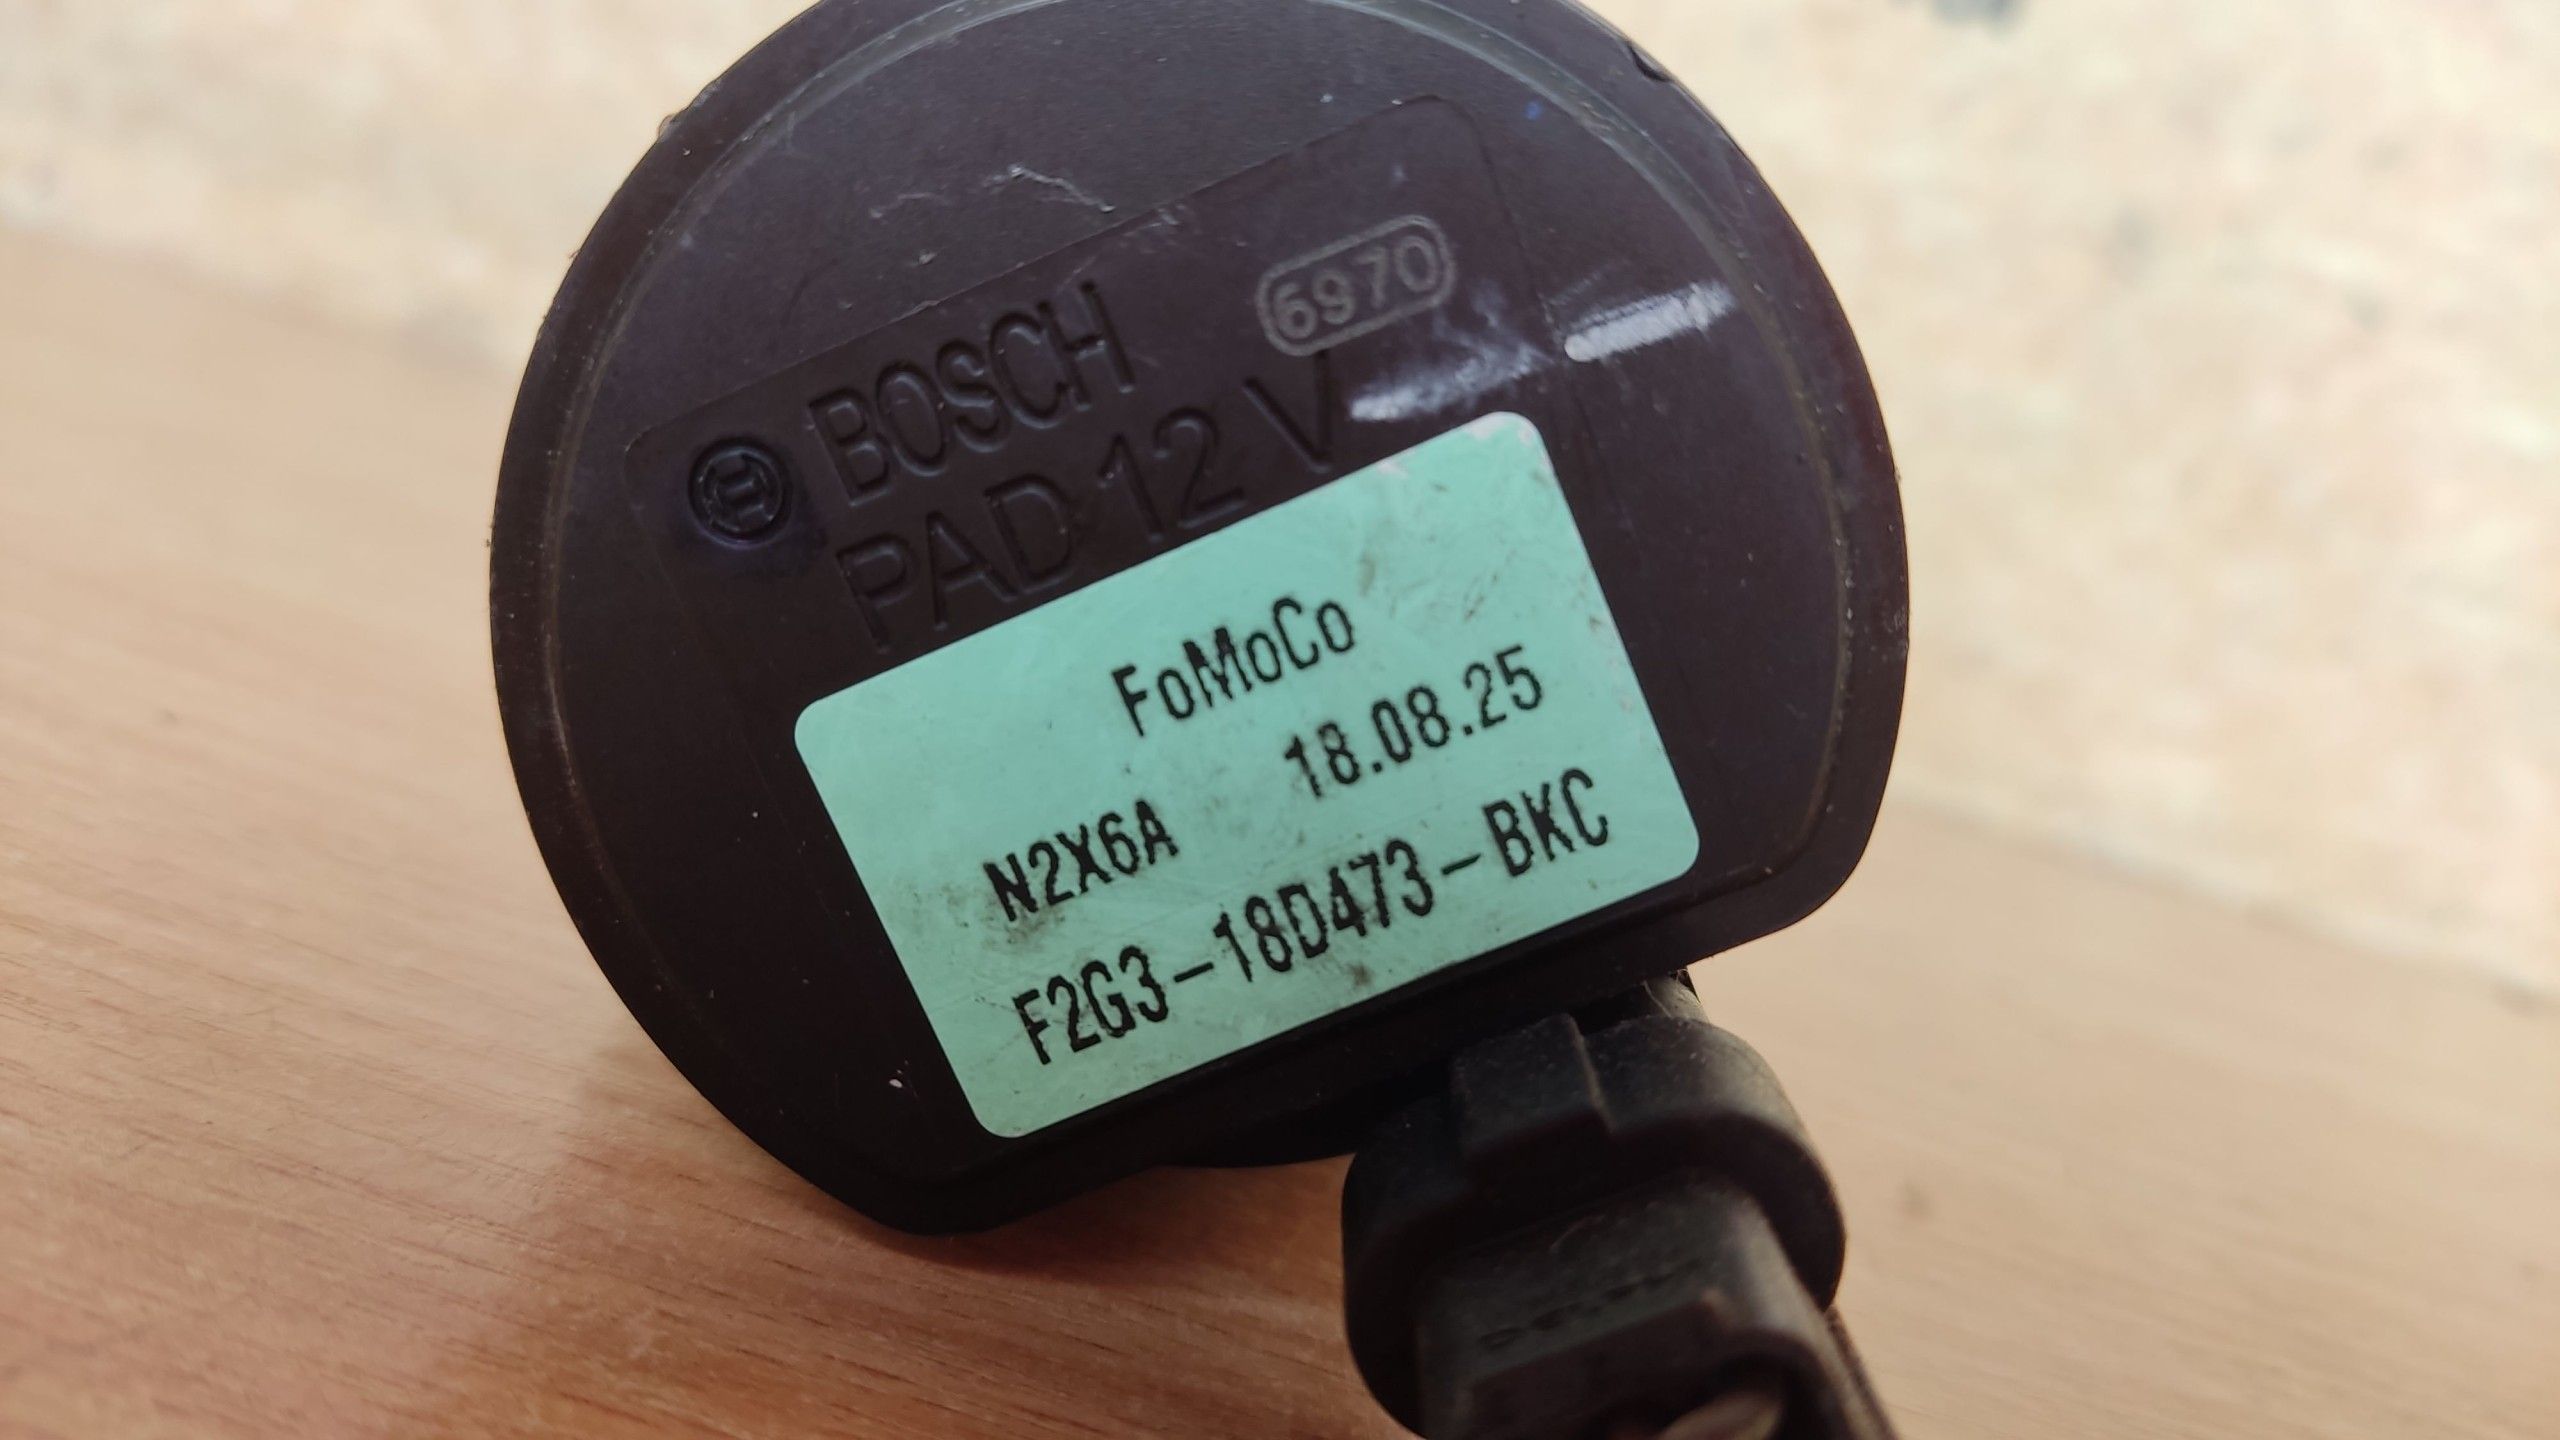 6970
BOSCH
PAD 12 V
FoMoCo
N2X6A 18.08.25
F2G3-18D473-BKC